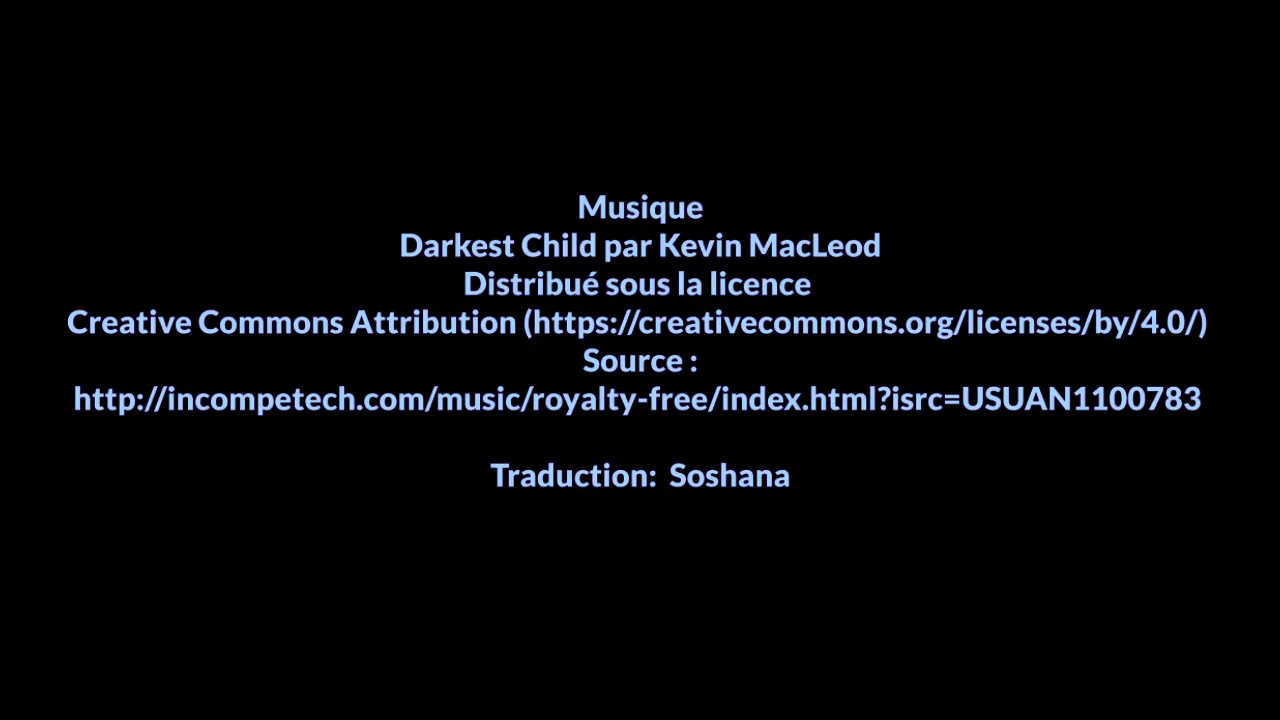 Musique
Darkest Child par Kevin MacLeod
Distribué sous la licence
Creative Commons Attribution (https://creativecommons.org/licenses/by/4.0/)
Source :
http://incompetech.com/music/royalty-free/index.html?isrc=USUAN1100783
Traduction:  Soshana